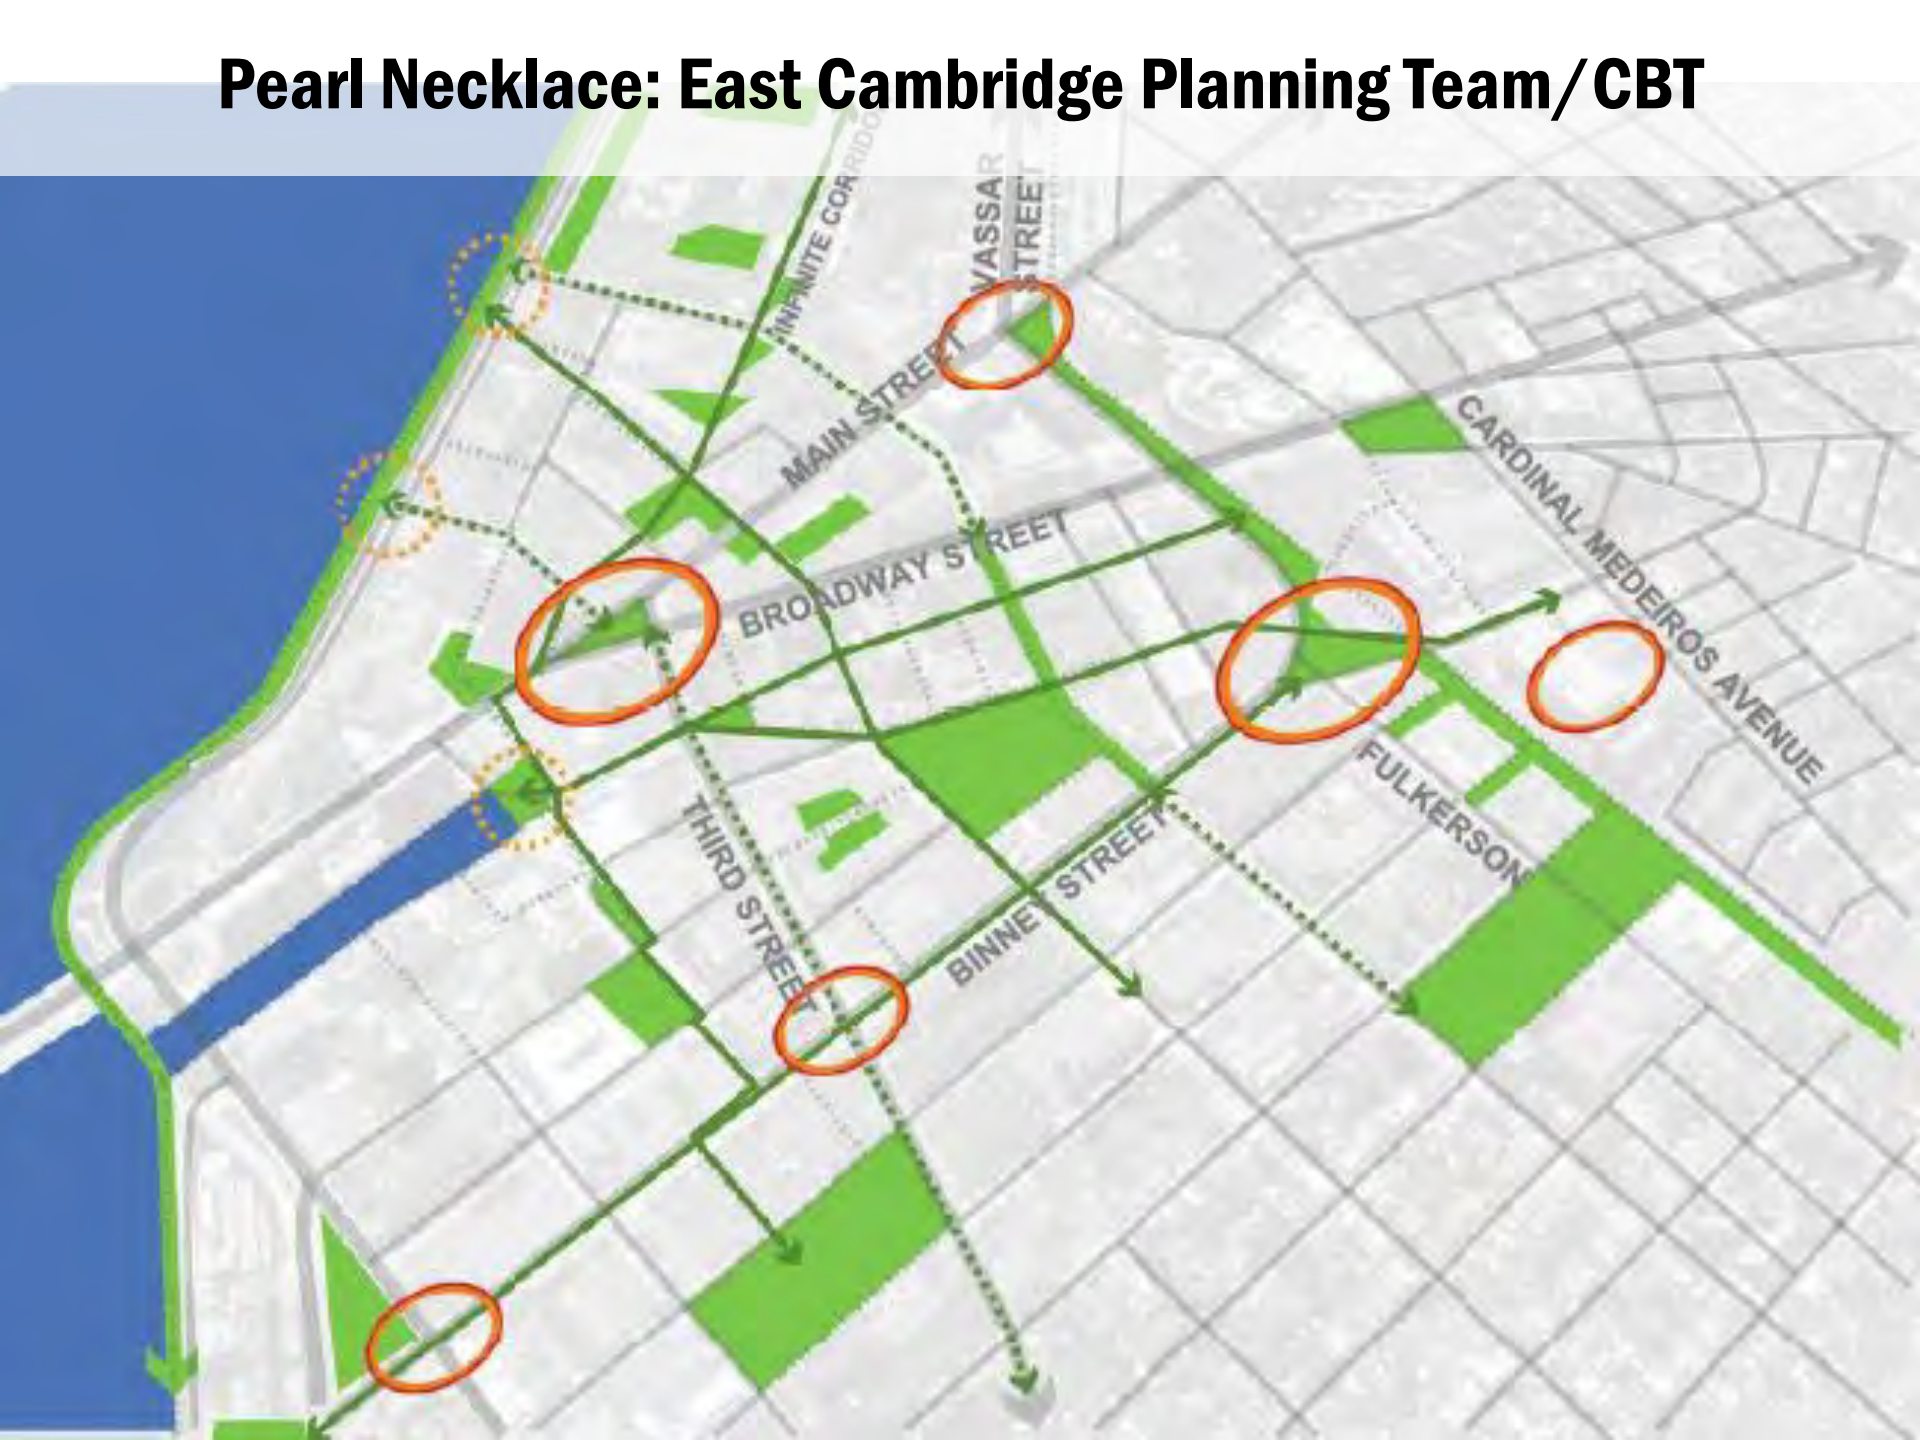 Pearl Necklace: East Cambridge Planning Team/CBT
INFINITE CORRIDOR
VASSAR
STREET
MAIN STREET
BROADWAY STREET
CARDINAL MEDEIROS AVENUE
FULKERSON
THIRD STREET
BINNEY STREET